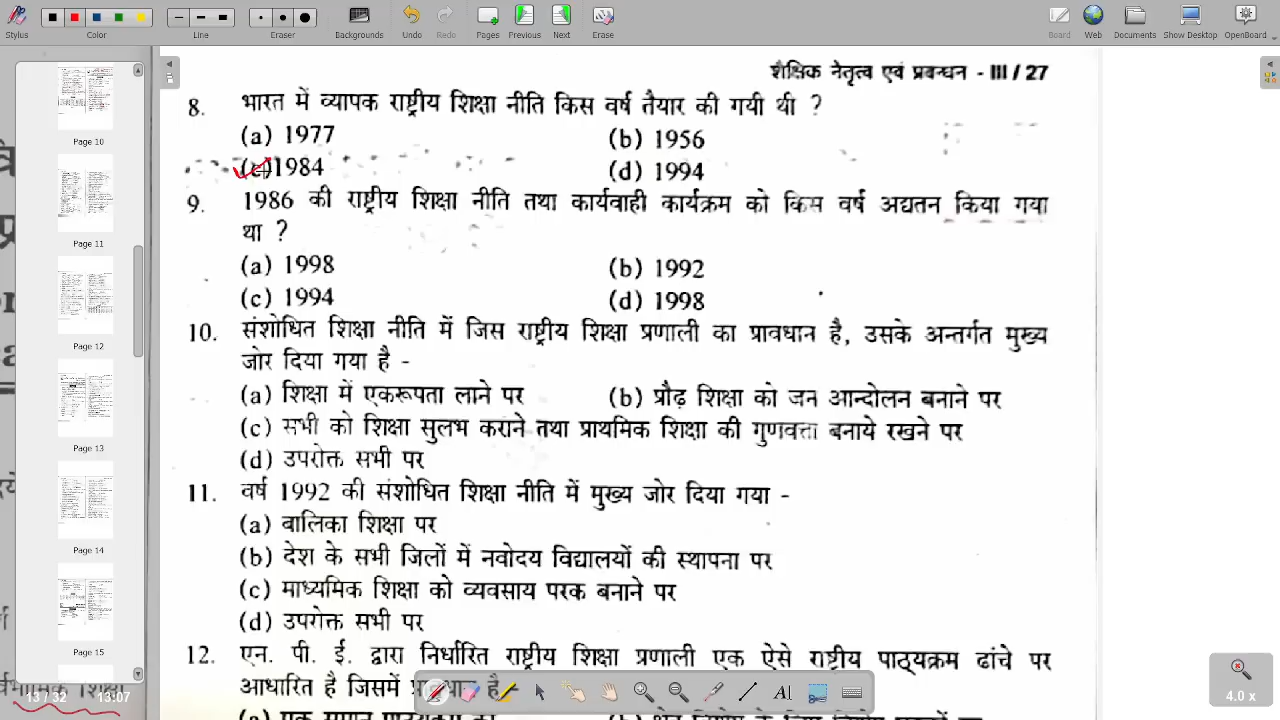 Stylus Color Line Eraser Backgrounds Undo Redo Pages Previous Next Erase Board Web Documents Show Desktop OpenBoard
Page 10
Page 11
Page 12
Page 13
Page 14
Page 15
शैक्षिक नेतृत्व एवं प्रबन्धन - III / 27
8. भारत में व्यापक राष्ट्रीय शिक्षा नीति किस वर्ष तैयार की गयी थी ?
(a) 1977 (b) 1956
(c) 1984 (d) 1994
9. 1986 की राष्ट्रीय शिक्षा नीति तथा कार्यवाही कार्यक्रम को किस वर्ष अद्यतन किया गया
था ?
(a) 1998 (b) 1992
(c) 1994 (d) 1998
10. संशोधित शिक्षा नीति में जिस राष्ट्रीय शिक्षा प्रणाली का प्रावधान है, उसके अन्तर्गत मुख्य
जोर दिया गया है -
(a) शिक्षा में एकरूपता लाने पर (b) प्रौढ़ शिक्षा को जन आन्दोलन बनाने पर
(c) सभी को शिक्षा सुलभ कराने तथा प्राथमिक शिक्षा की गुणवत्ता बनाये रखने पर
(d) उपरोक्त सभी पर
11. वर्ष 1992 की संशोधित शिक्षा नीति में मुख्य जोर दिया गया -
(a) बालिका शिक्षा पर
(b) देश के सभी जिलों में नवोदय विद्यालयों की स्थापना पर
(c) माध्यमिक शिक्षा को व्यवसाय परक बनाने पर
(d) उपरोक्त सभी पर
12. एन. पी. ई. द्वारा निर्धारित राष्ट्रीय शिक्षा प्रणाली एक ऐसे राष्ट्रीय पाठ्यक्रम ढांचे पर
आधारित है जिसमें है -
13 / 32 13:07
4.0 x